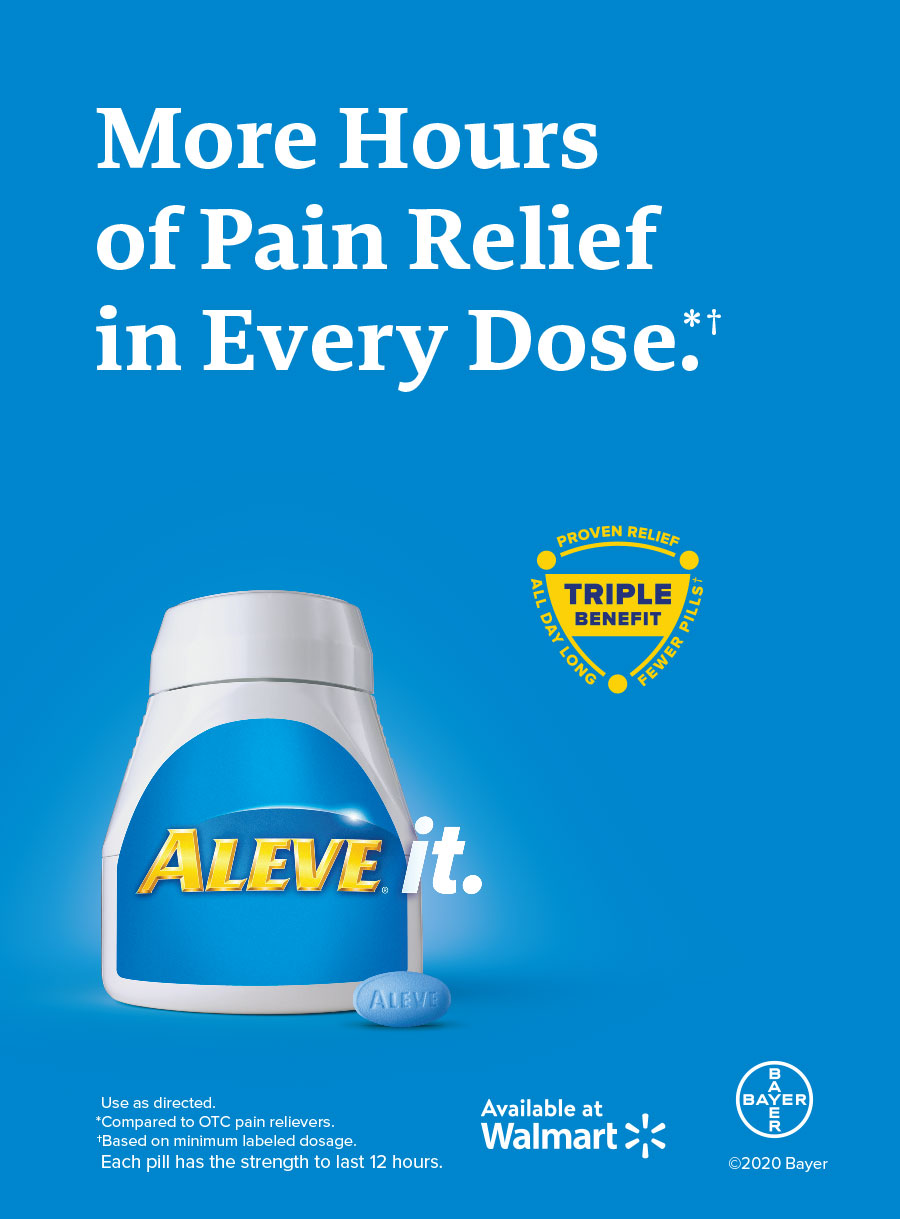 More Hours
of Pain Relief
in Every Dose.*†
PROVEN RELIEF
ALL DAY LONG
FEWER PILLS†
TRIPLE
BENEFIT
ALEVE® it.
ALEVE
Use as directed.
*Compared to OTC pain relievers.
†Based on minimum labeled dosage.
Each pill has the strength to last 12 hours.
Available at
Walmart
BAYER
BAYER
©2020 Bayer